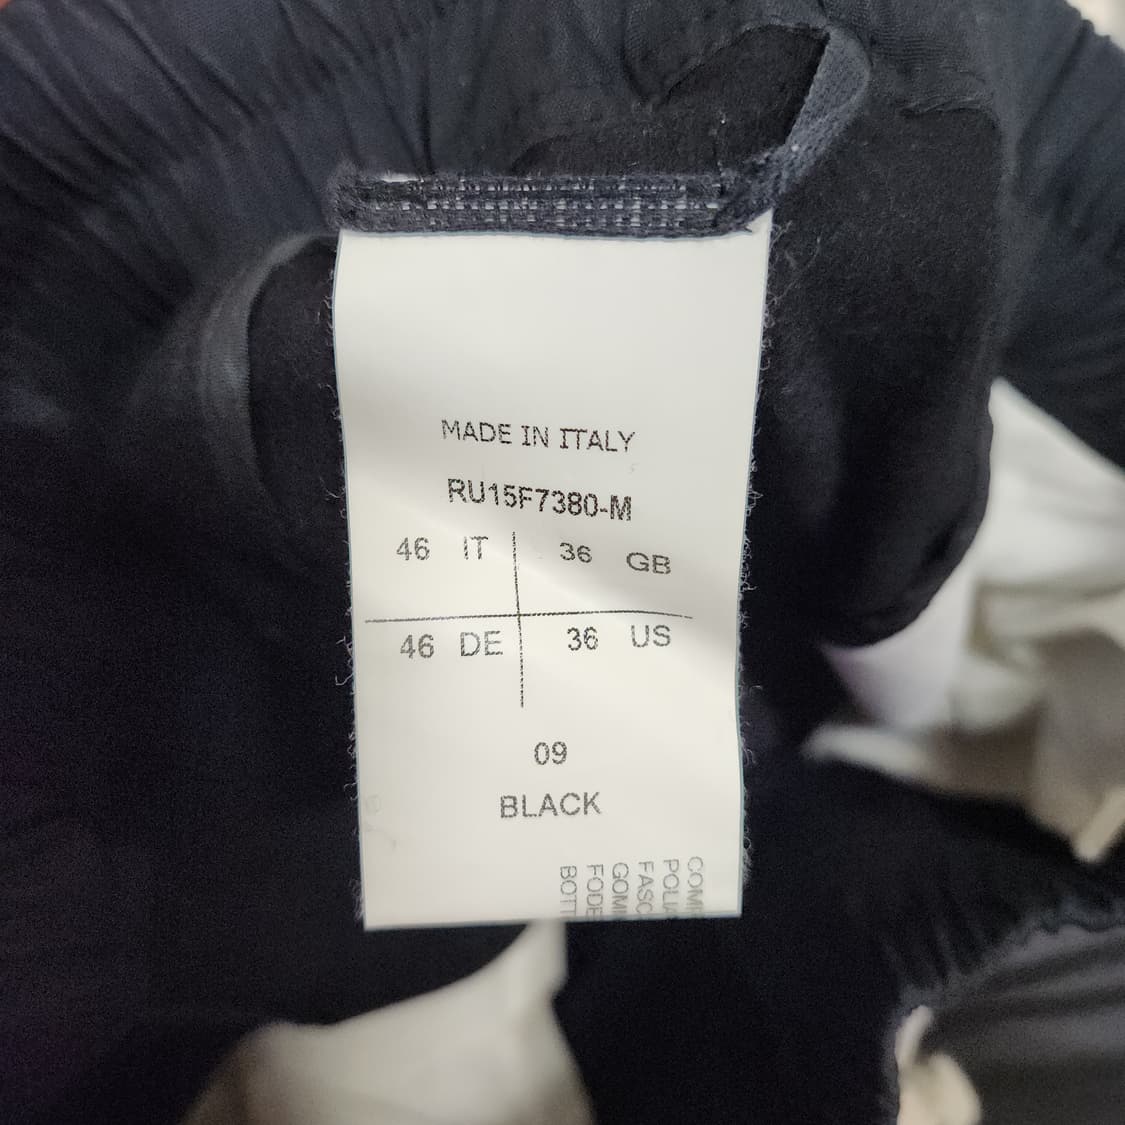 MADE IN ITALY
RU15F7380-M
46 IT 36 GB
46 DE 36 US
09
BLACK